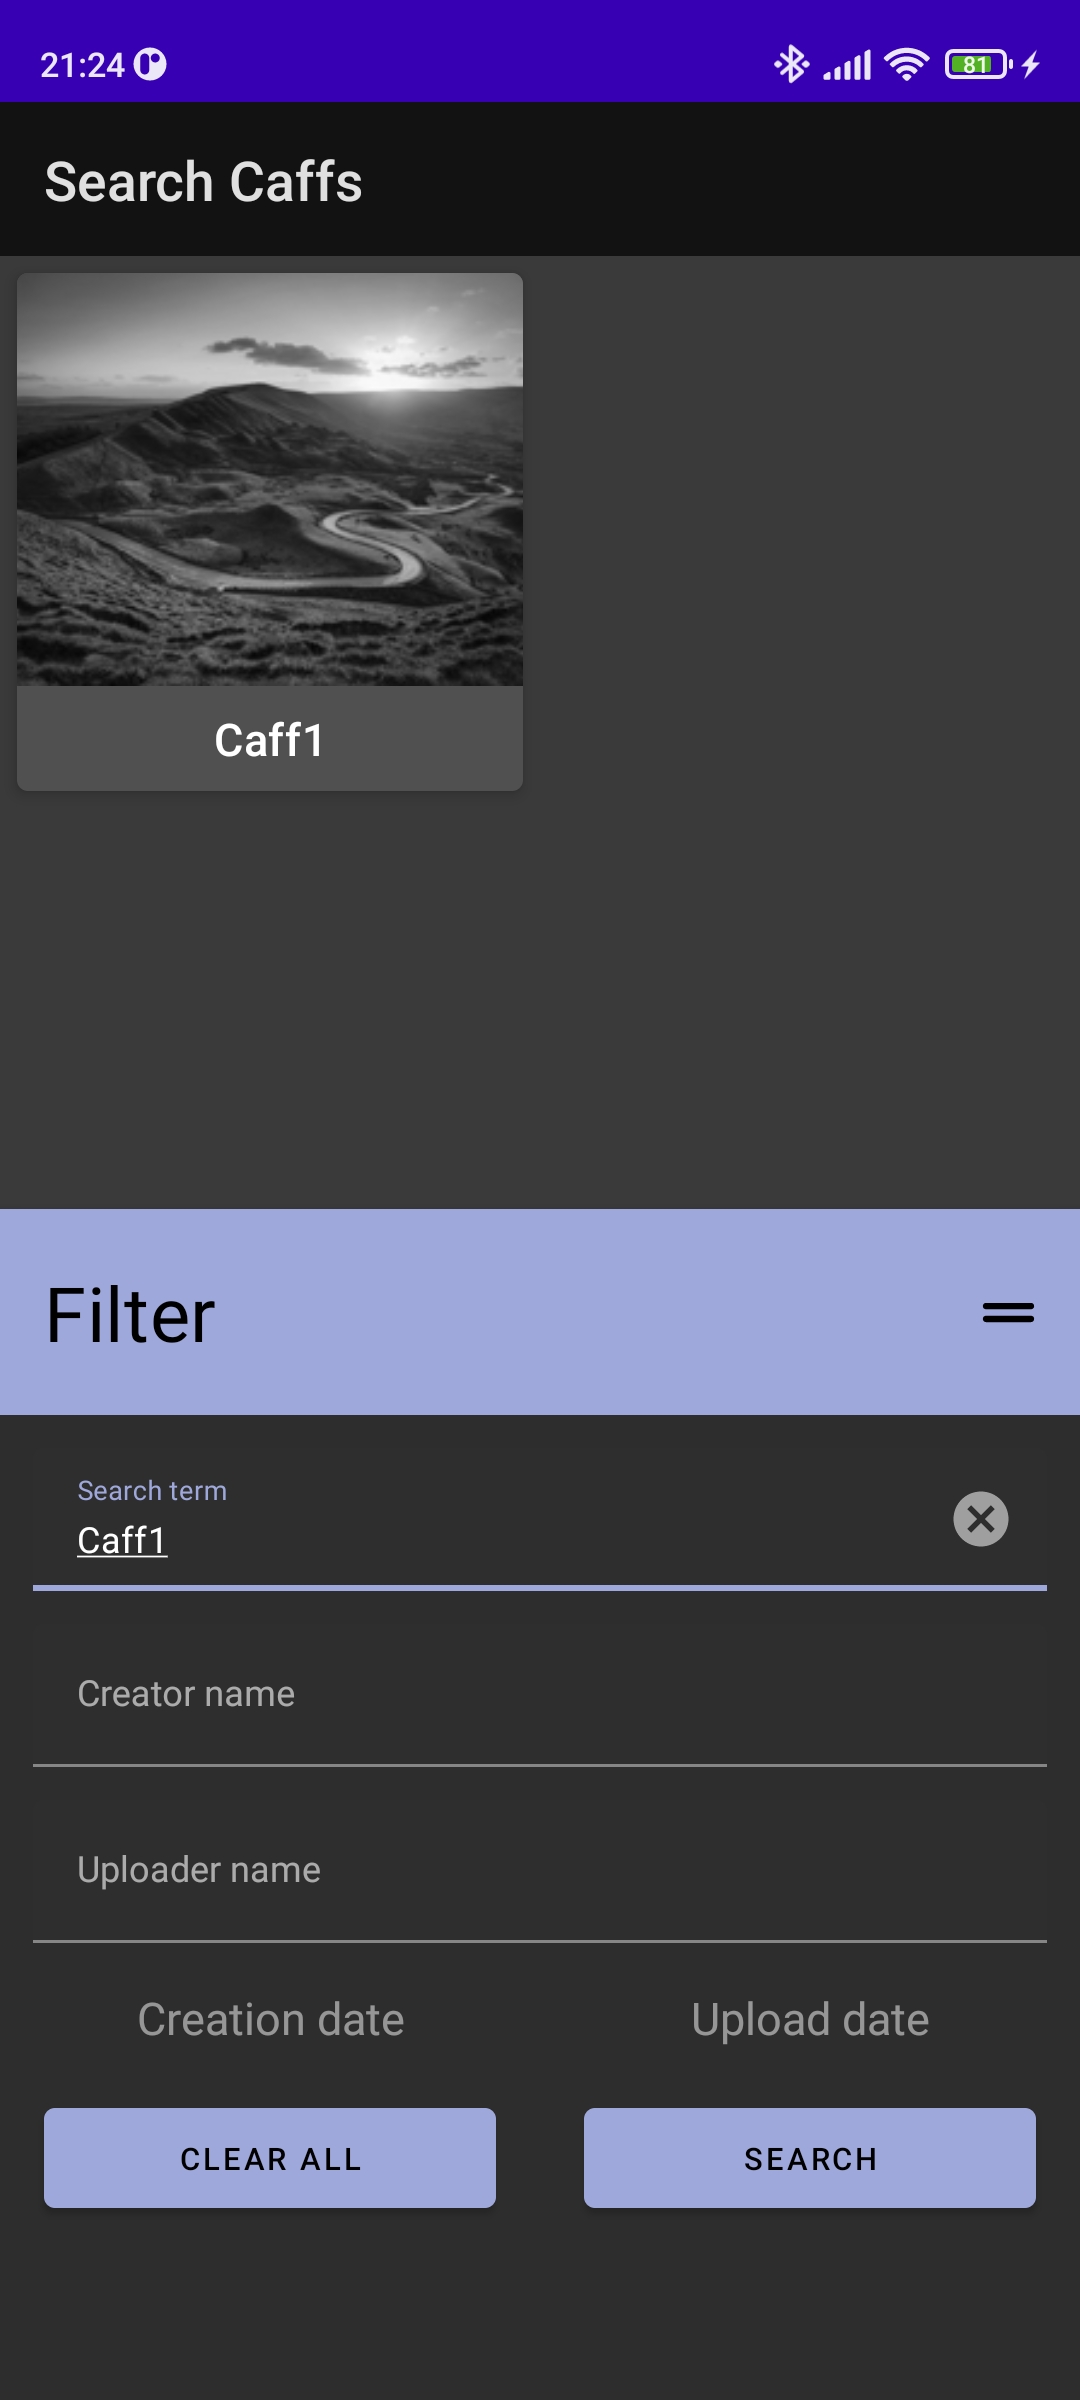 21:24
81
Search Caffs
Caff1
Filter
Search term
Caff1
Creator name
Uploader name
Creation date Upload date
CLEAR ALL SEARCH